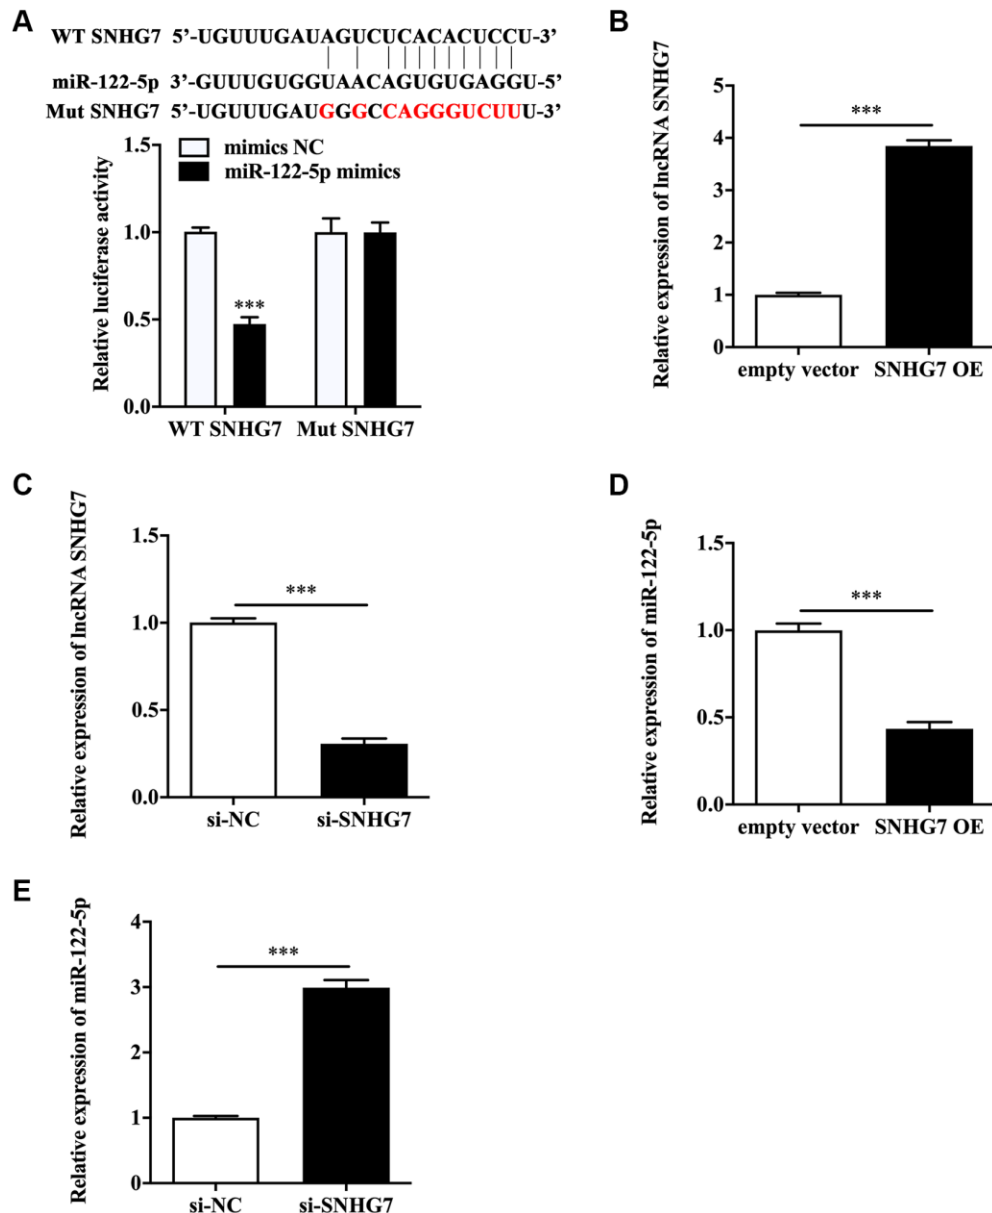 A
WT SNHG7 5’-UGUUUGAUAGUCUCACACUCCU-3’
miR-122-5p 3’-GUUUGUGGUAACAGUGUGAGGU-5’
Mut SNHG7 5’-UGUUUGAUGGGCCAGGGUCUUU-3’
mimics NC
miR-122-5p mimics
Relative luciferase activity
1.5
1.0
0.5
0.0
***
WT SNHG7 Mut SNHG7
B
Relative expression of lncRNA SNHG7
5
4
3
2
1
0
***
empty vector SNHG7 OE
C
Relative expression of lncRNA SNHG7
1.5
1.0
0.5
0.0
***
si-NC si-SNHG7
D
Relative expression of miR-122-5p
1.5
1.0
0.5
0.0
***
empty vector SNHG7 OE
E
Relative expression of miR-122-5p
4
3
2
1
0
***
si-NC si-SNHG7